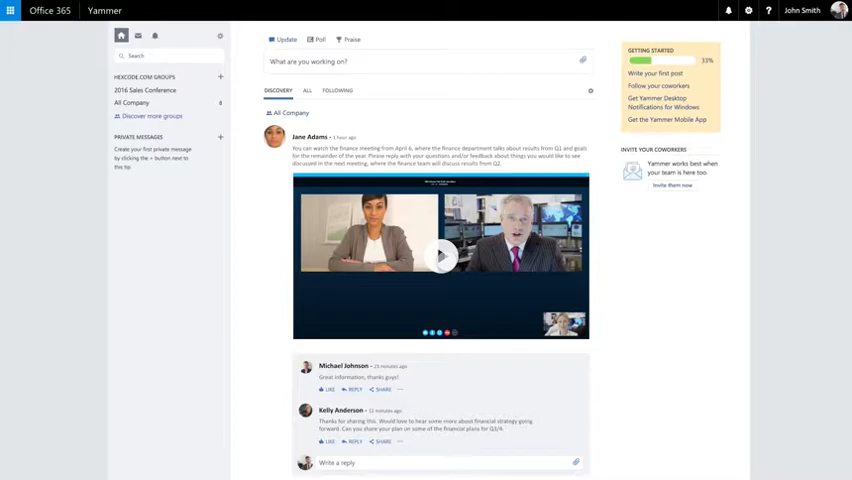 Office 365 Yammer John Smith
Search
HEXCODE.COM GROUPS
2016 Sales Conference
All Company
Discover more groups
PRIVATE MESSAGES
Create your first private message
by clicking the + button next to
this tip
Update Poll Praise
What are you working on?
DISCOVERY ALL FOLLOWING
All Company
Jane Adams - 1 hour ago
You can watch the finance meeting from April 6, where the finance department talks about results from Q1 and goals
for the remainder of the year. Please reply with your questions and/or feedback about things you would like to see
discussed in the next meeting, where the finance team will discuss results from Q2.
Michael Johnson - 25 minutes ago
Great information, thanks guys!
LIKE REPLY SHARE ...
Kelly Anderson - 12 minutes ago
Thanks for sharing this. Would love to hear some more about financial strategy going
forward. Can you share your plan on some of the financial plans for Q3/4.
LIKE REPLY SHARE ...
Write a reply
GETTING STARTED
33%
Write your first post
Follow your coworkers
Get Yammer Desktop
Notifications for Windows
Get the Yammer Mobile App
INVITE YOUR COWORKERS
Yammer works best when
your team is here too.
Invite them now